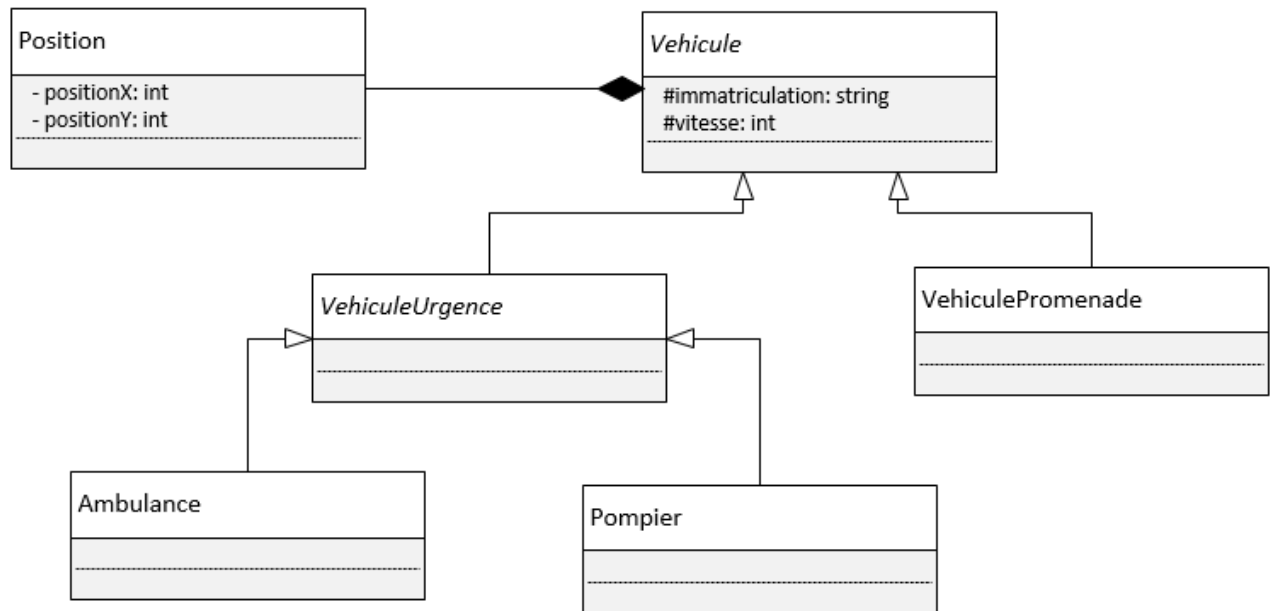 Position
- positionX: int
- positionY: int
Vehicule
#immatriculation: string
#vitesse: int
VehiculeUrgence
VehiculePromenade
Ambulance
Pompier